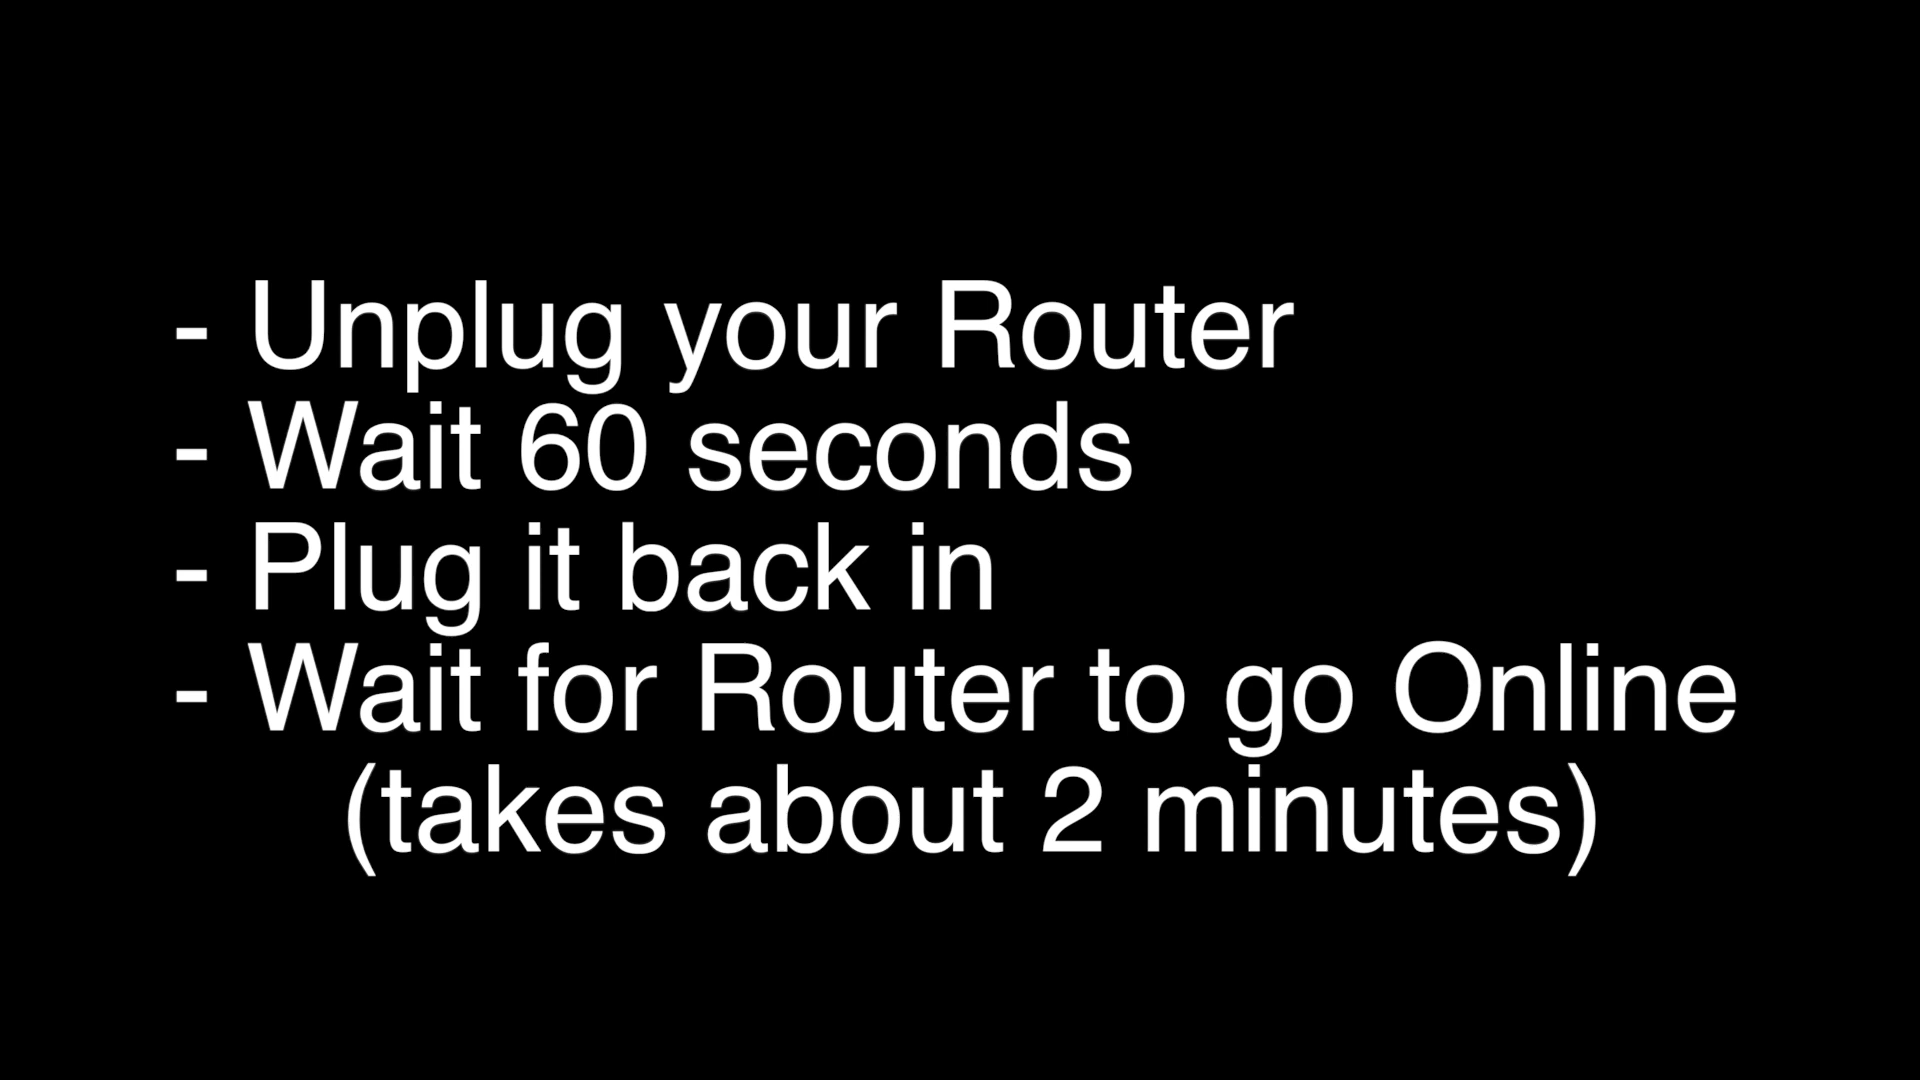 - Unplug your Router
- Wait 60 seconds
- Plug it back in
- Wait for Router to go Online
(takes about 2 minutes)